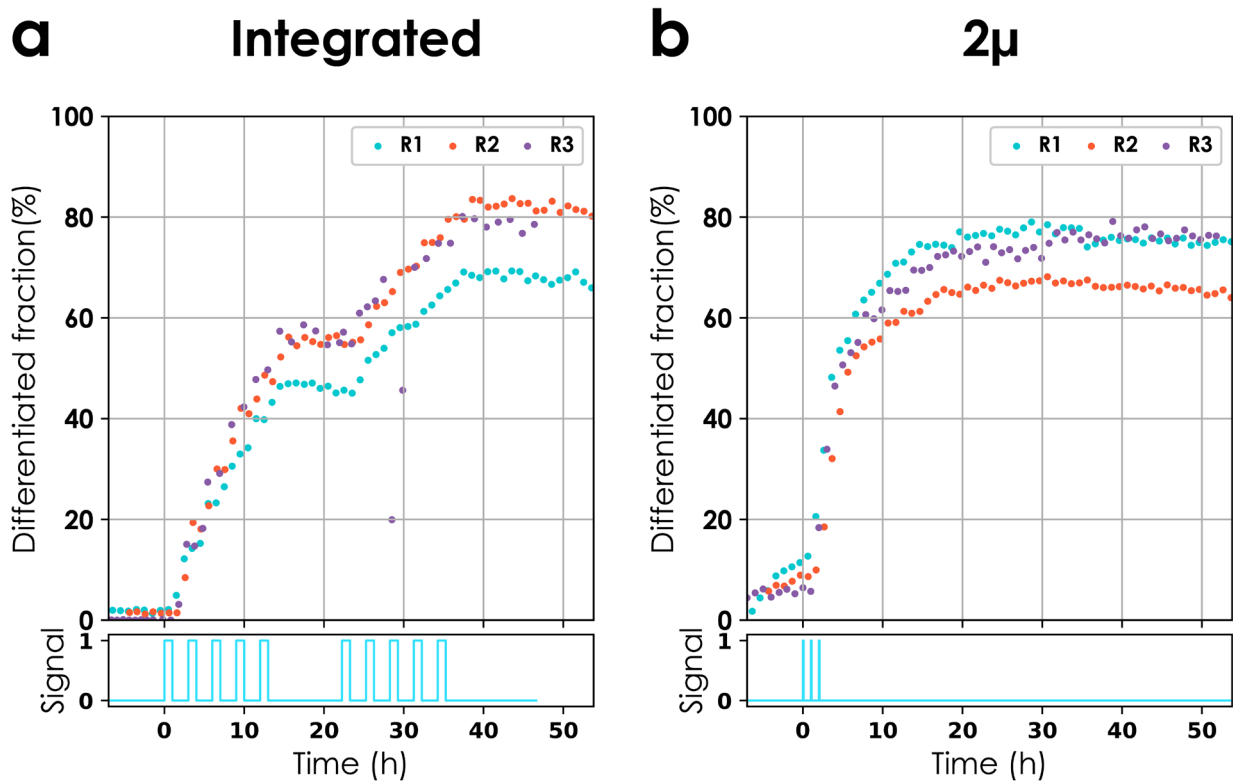 a Integrated
100
80
60
40
20
0
Differentiated fraction(%)
R1 R2 R3
1
0
Signal
0 10 20 30 40 50
Time (h)
b 2µ
100
80
60
40
20
0
Differentiated fraction(%)
R1 R2 R3
1
0
Signal
0 10 20 30 40 50
Time (h)